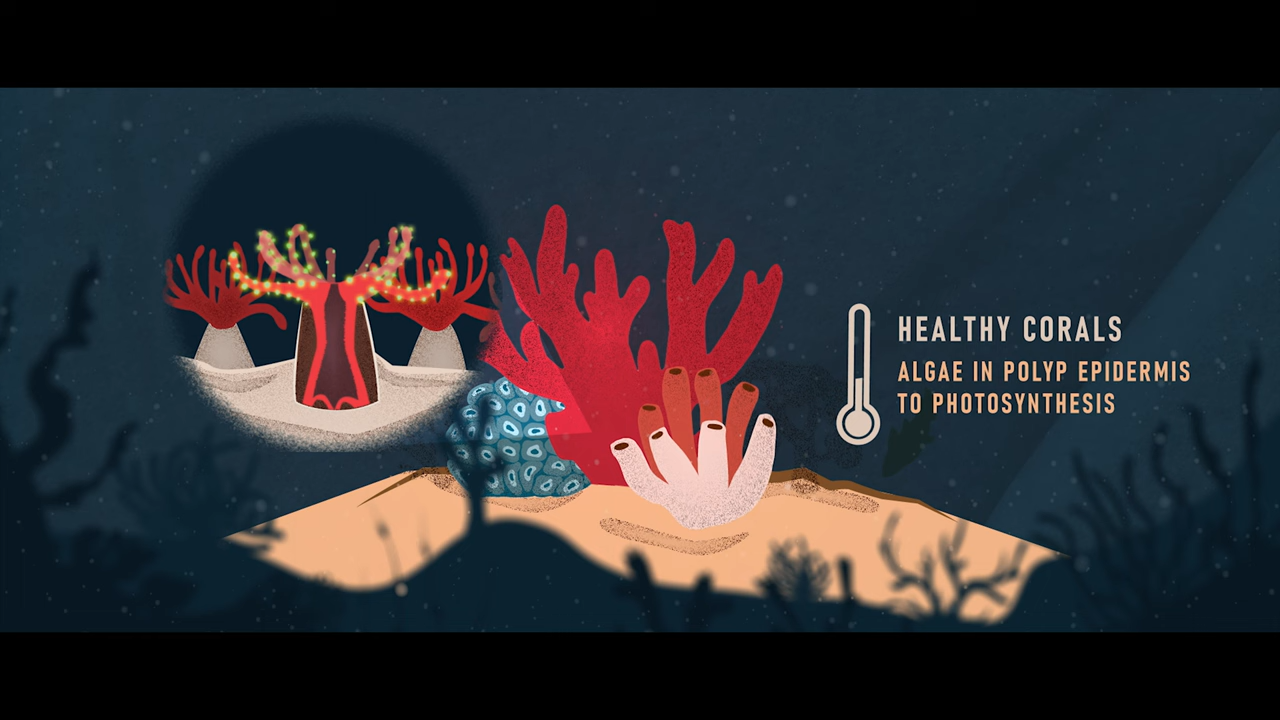 HEALTHY CORALS
ALGAE IN POLYP EPIDERMIS
TO PHOTOSYNTHESIS